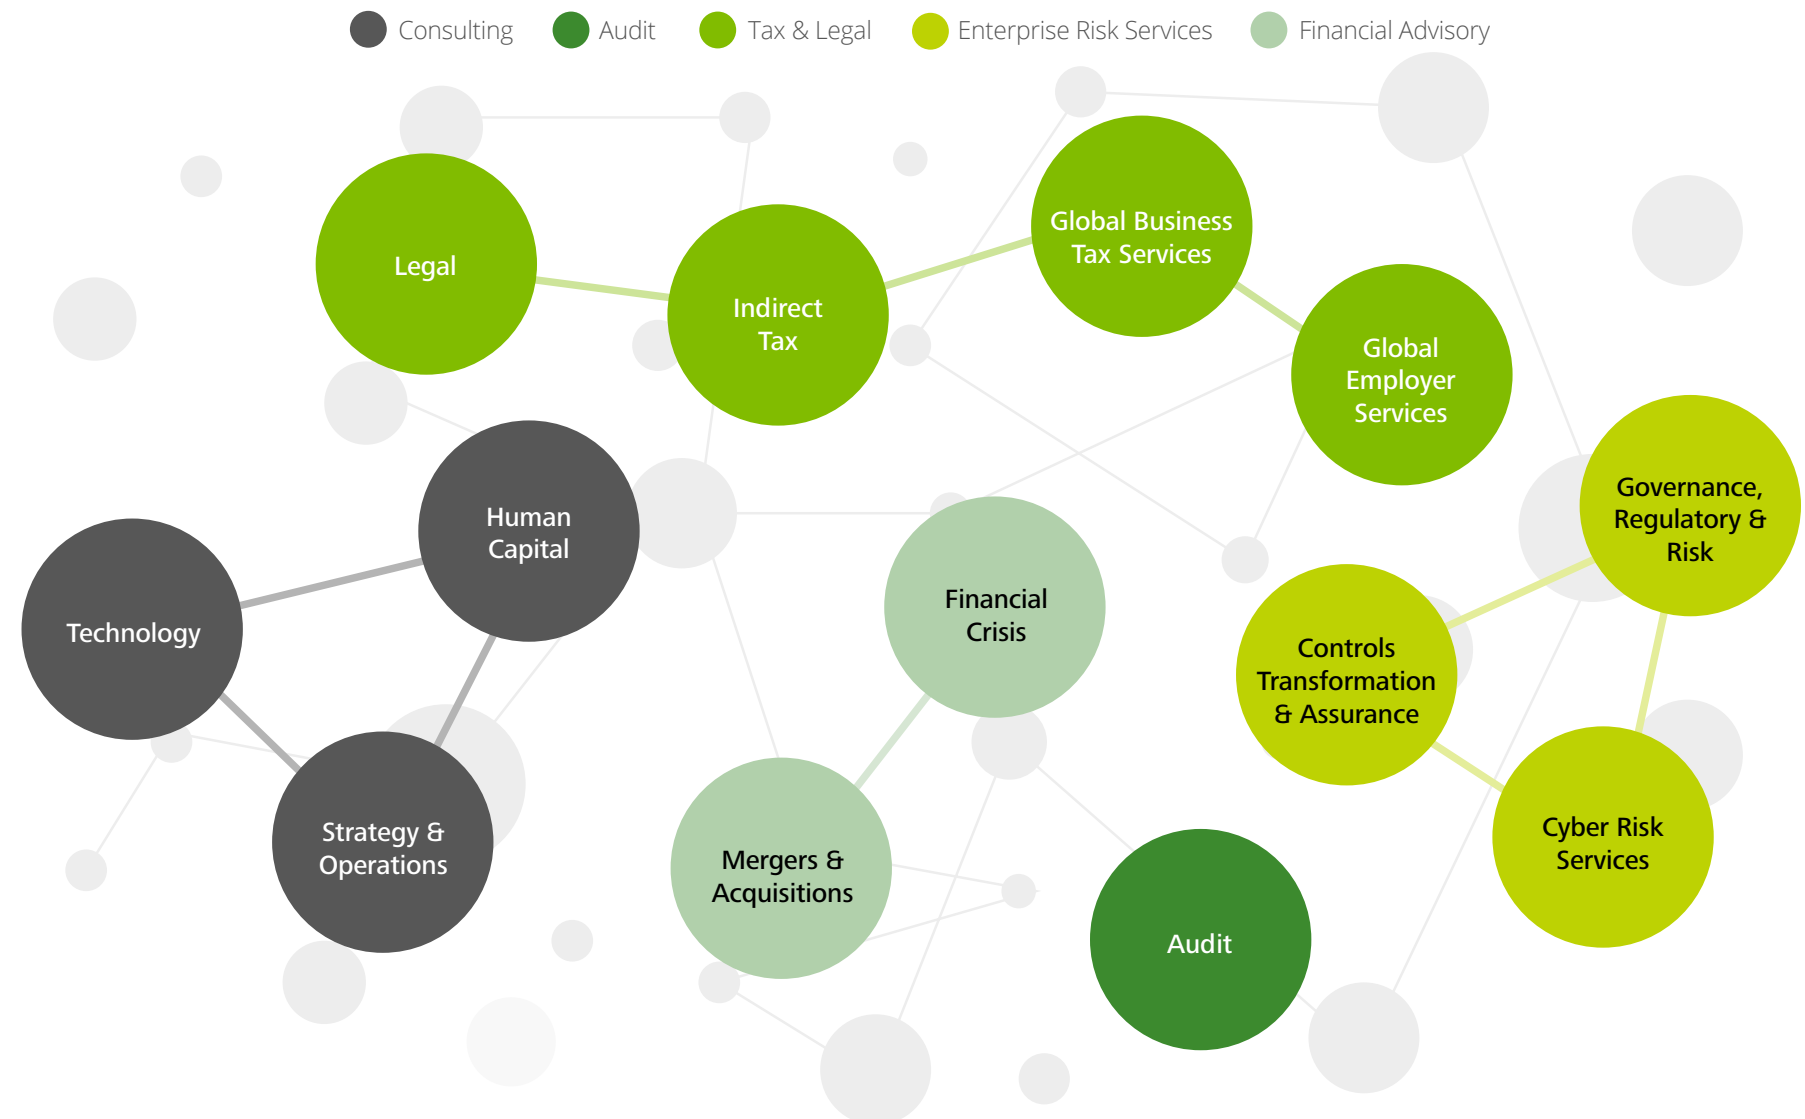 Consulting
Audit
Tax & Legal
Enterprise Risk Services
Financial Advisory
Legal
Indirect
Tax
Global Business
Tax Services
Global
Employer
Services
Governance,
Regulatory &
Risk
Human
Capital
Technology
Financial
Crisis
Controls
Transformation
& Assurance
Strategy &
Operations
Mergers &
Acquisitions
Cyber Risk
Services
Audit